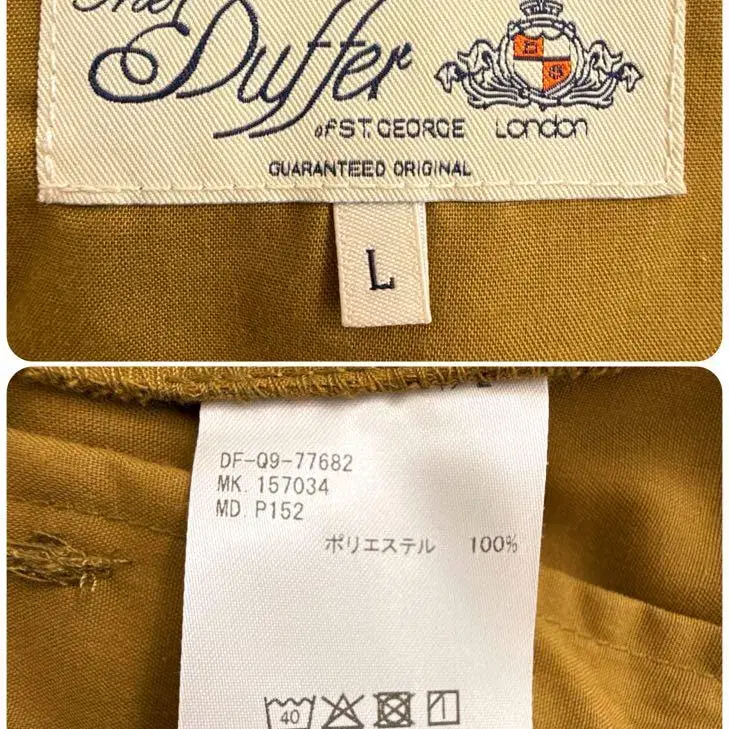 The
Duffer
of ST. GEORGE London
GUARANTEED ORIGINAL
L
DF-Q9-77682
MK. 157034
MD. P152
ポリエステル 100%
40